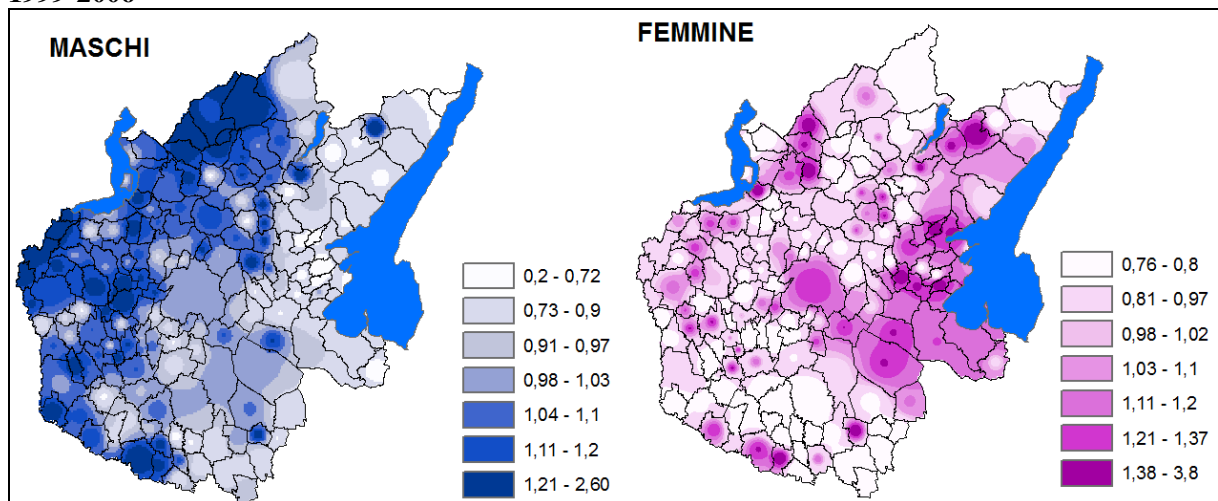 1999-2006
MASCHI
FEMMINE
0,2 - 0,72
0,73 - 0,9
0,91 - 0,97
0,98 - 1,03
1,04 - 1,1
1,11 - 1,2
1,21 - 2,60
0,76 - 0,8
0,81 - 0,97
0,98 - 1,02
1,03 - 1,1
1,11 - 1,2
1,21 - 1,37
1,38 - 3,8